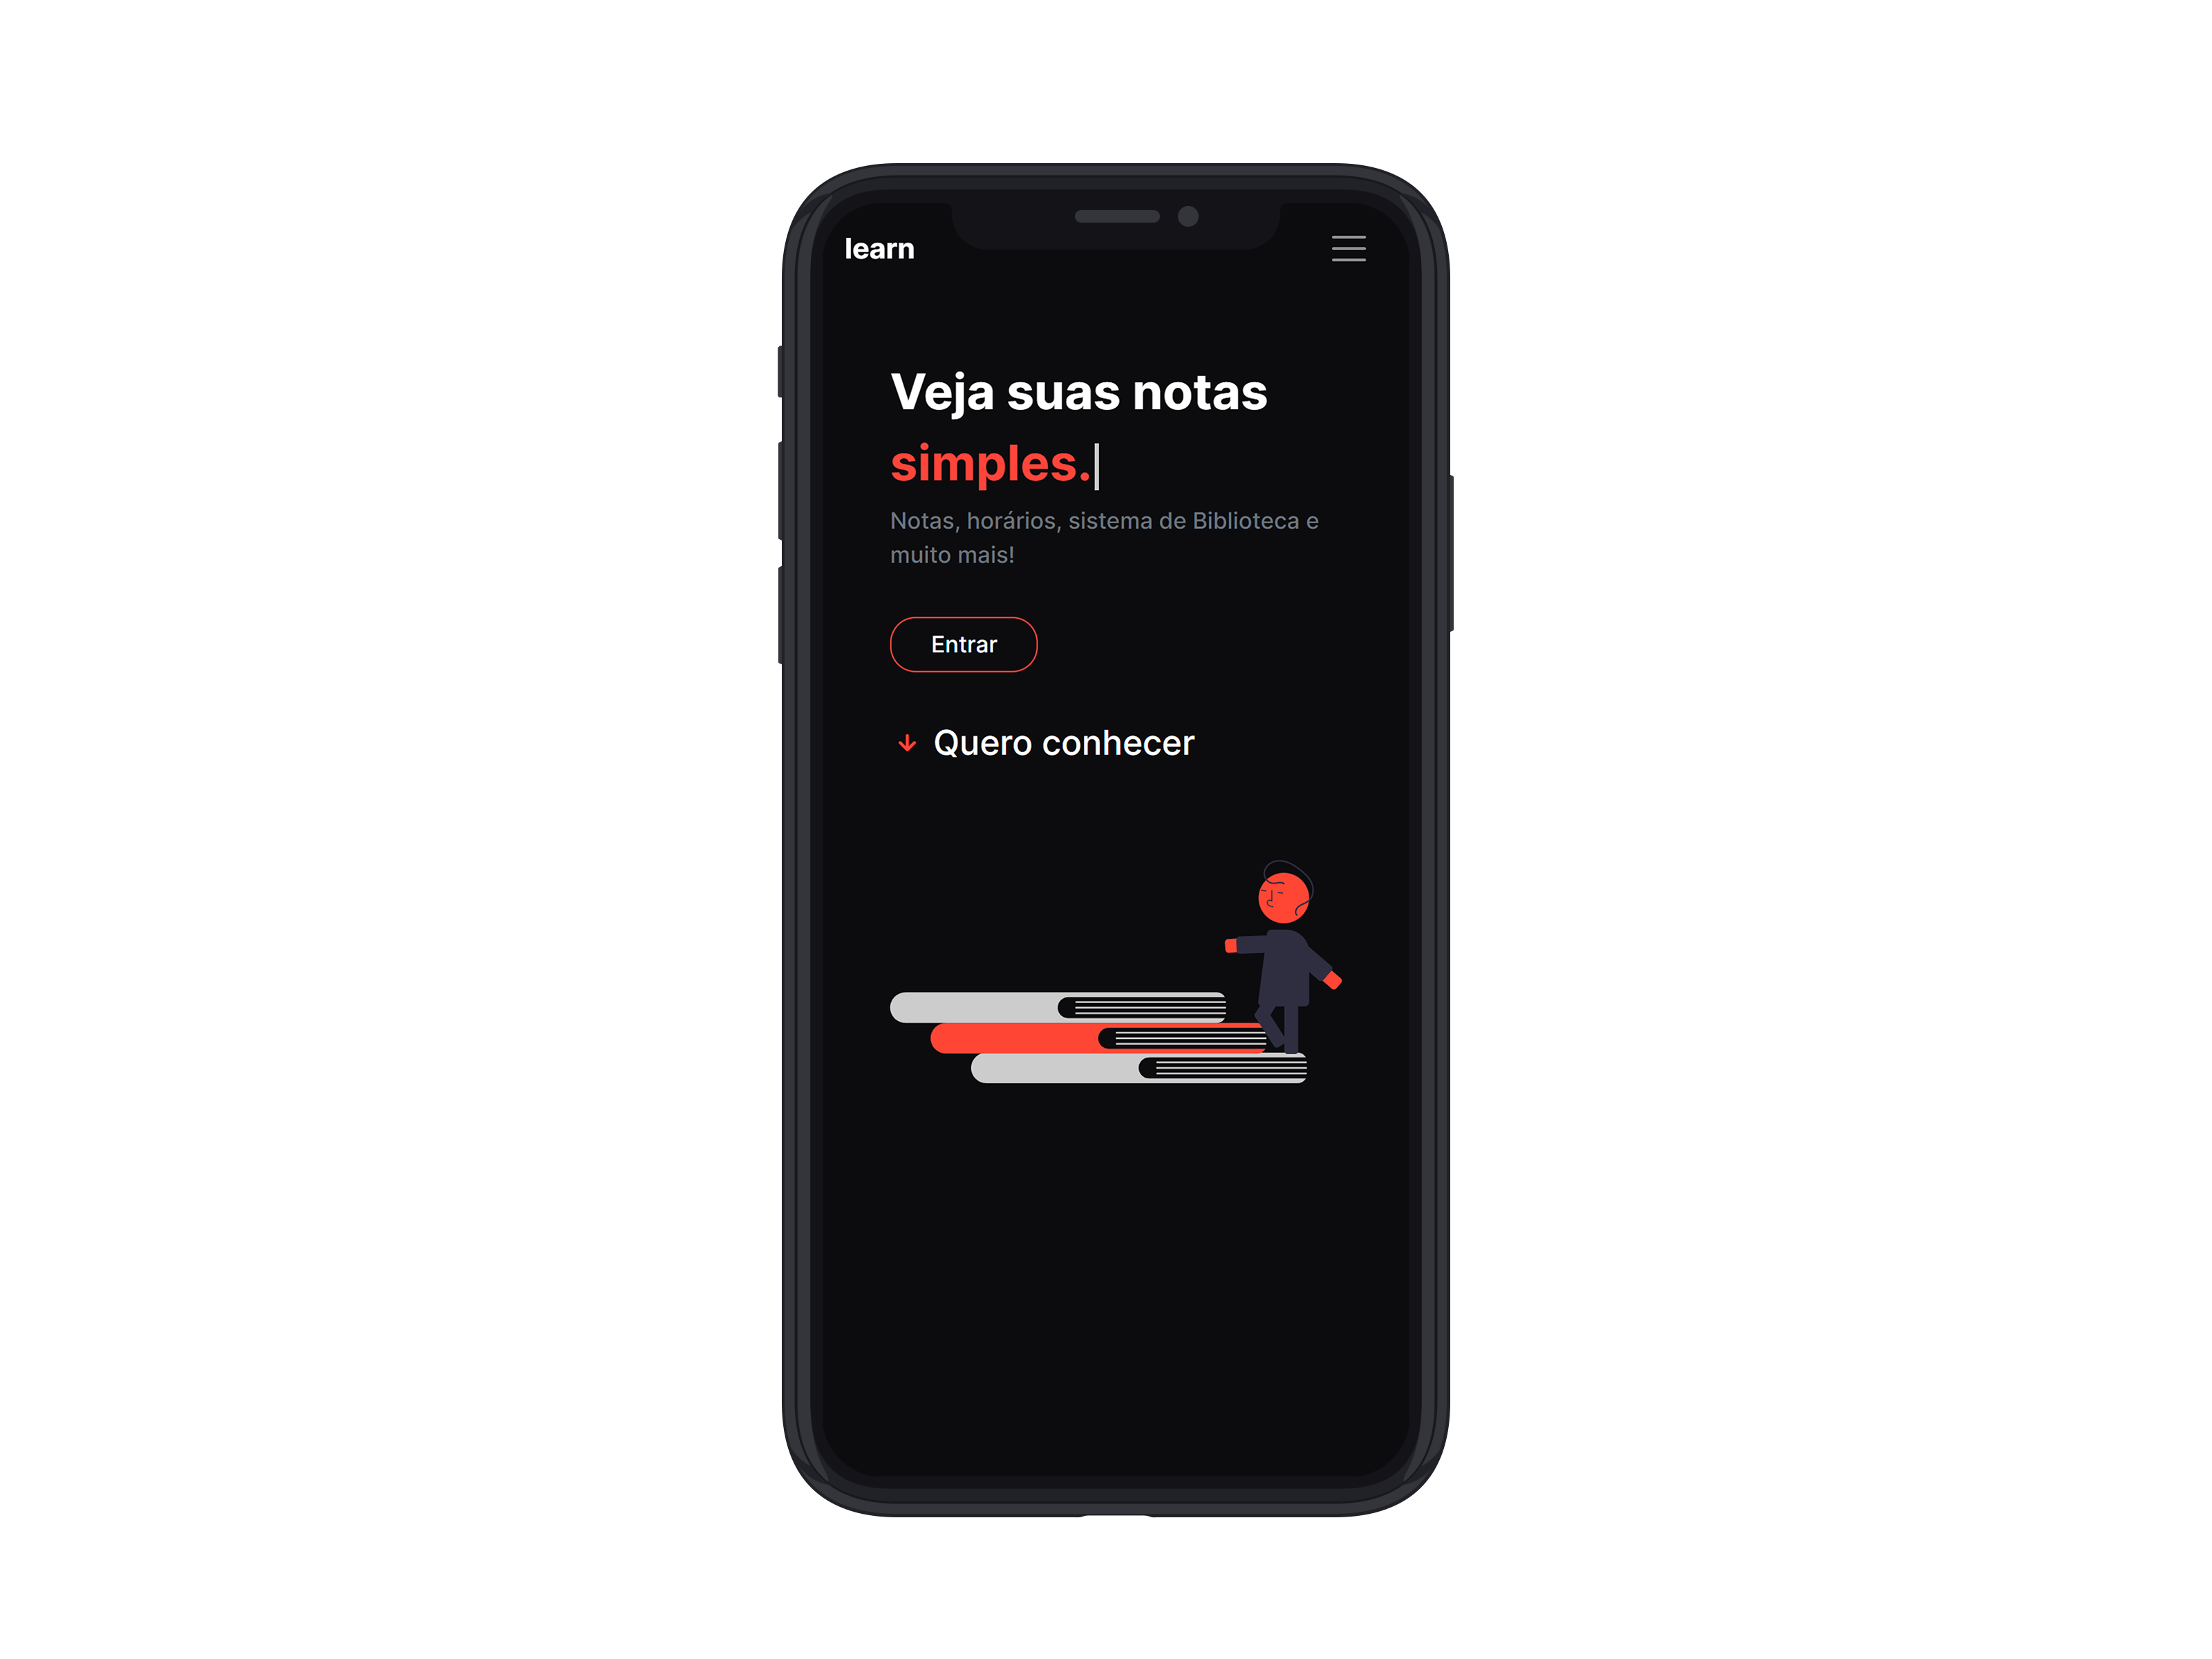 learn
Veja suas notas
simples.
Notas, horários, sistema de Biblioteca e
muito mais!
Entrar
Quero conhecer